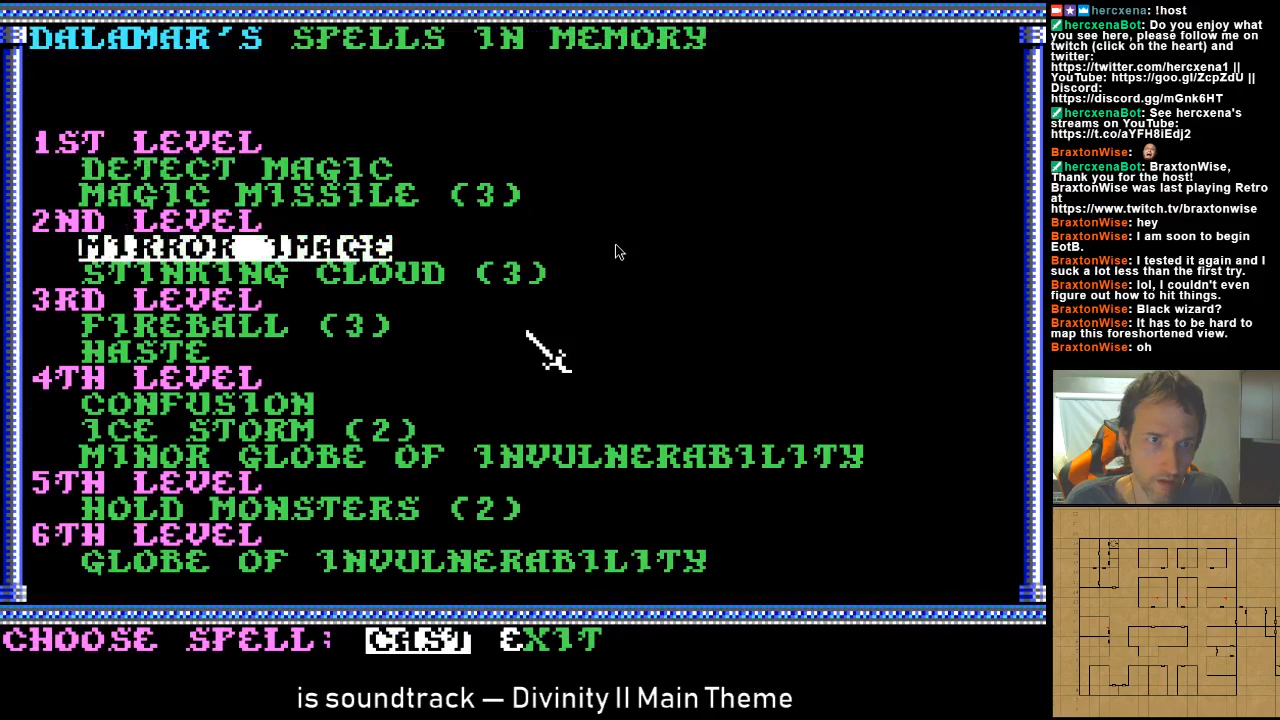 DALAMAR'S SPELLS IN MEMORY
1ST LEVEL
DETECT MAGIC
MAGIC MISSILE (3)
2ND LEVEL
MIRROR IMAGE
STINKING CLOUD (3)
3RD LEVEL
FIREBALL (3)
HASTE
4TH LEVEL
CONFUSION
ICE STORM (2)
MINOR GLOBE OF INVULNERABILITY
5TH LEVEL
HOLD MONSTERS (2)
6TH LEVEL
GLOBE OF INVULNERABILITY
CHOOSE SPELL: CAST EXIT
is soundtrack — Divinity II Main Theme
hercxena: !host
hercxenaBot: Do you enjoy what
you see here, please follow me on
twitch (click on the heart) and
twitter:
https://twitter.com/hercxena1 ||
YouTube: https://goo.gl/ZcpZdU ||
Discord:
https://discord.gg/mGnk6HT
hercxenaBot: See hercxena's
streams on YouTube:
https://t.co/aYFH8iEdj2
BraxtonWise:
hercxenaBot: BraxtonWise,
Thank you for the host!
BraxtonWise was last playing Retro
at
https://www.twitch.tv/braxtonwise
BraxtonWise: hey
BraxtonWise: I am soon to begin
EotB.
BraxtonWise: I tested it again and I
suck a lot less than the first try.
BraxtonWise: lol, I couldn't even
figure out how to hit things.
BraxtonWise: Black wizard?
BraxtonWise: It has to be hard to
map this foreshortened view.
BraxtonWise: oh